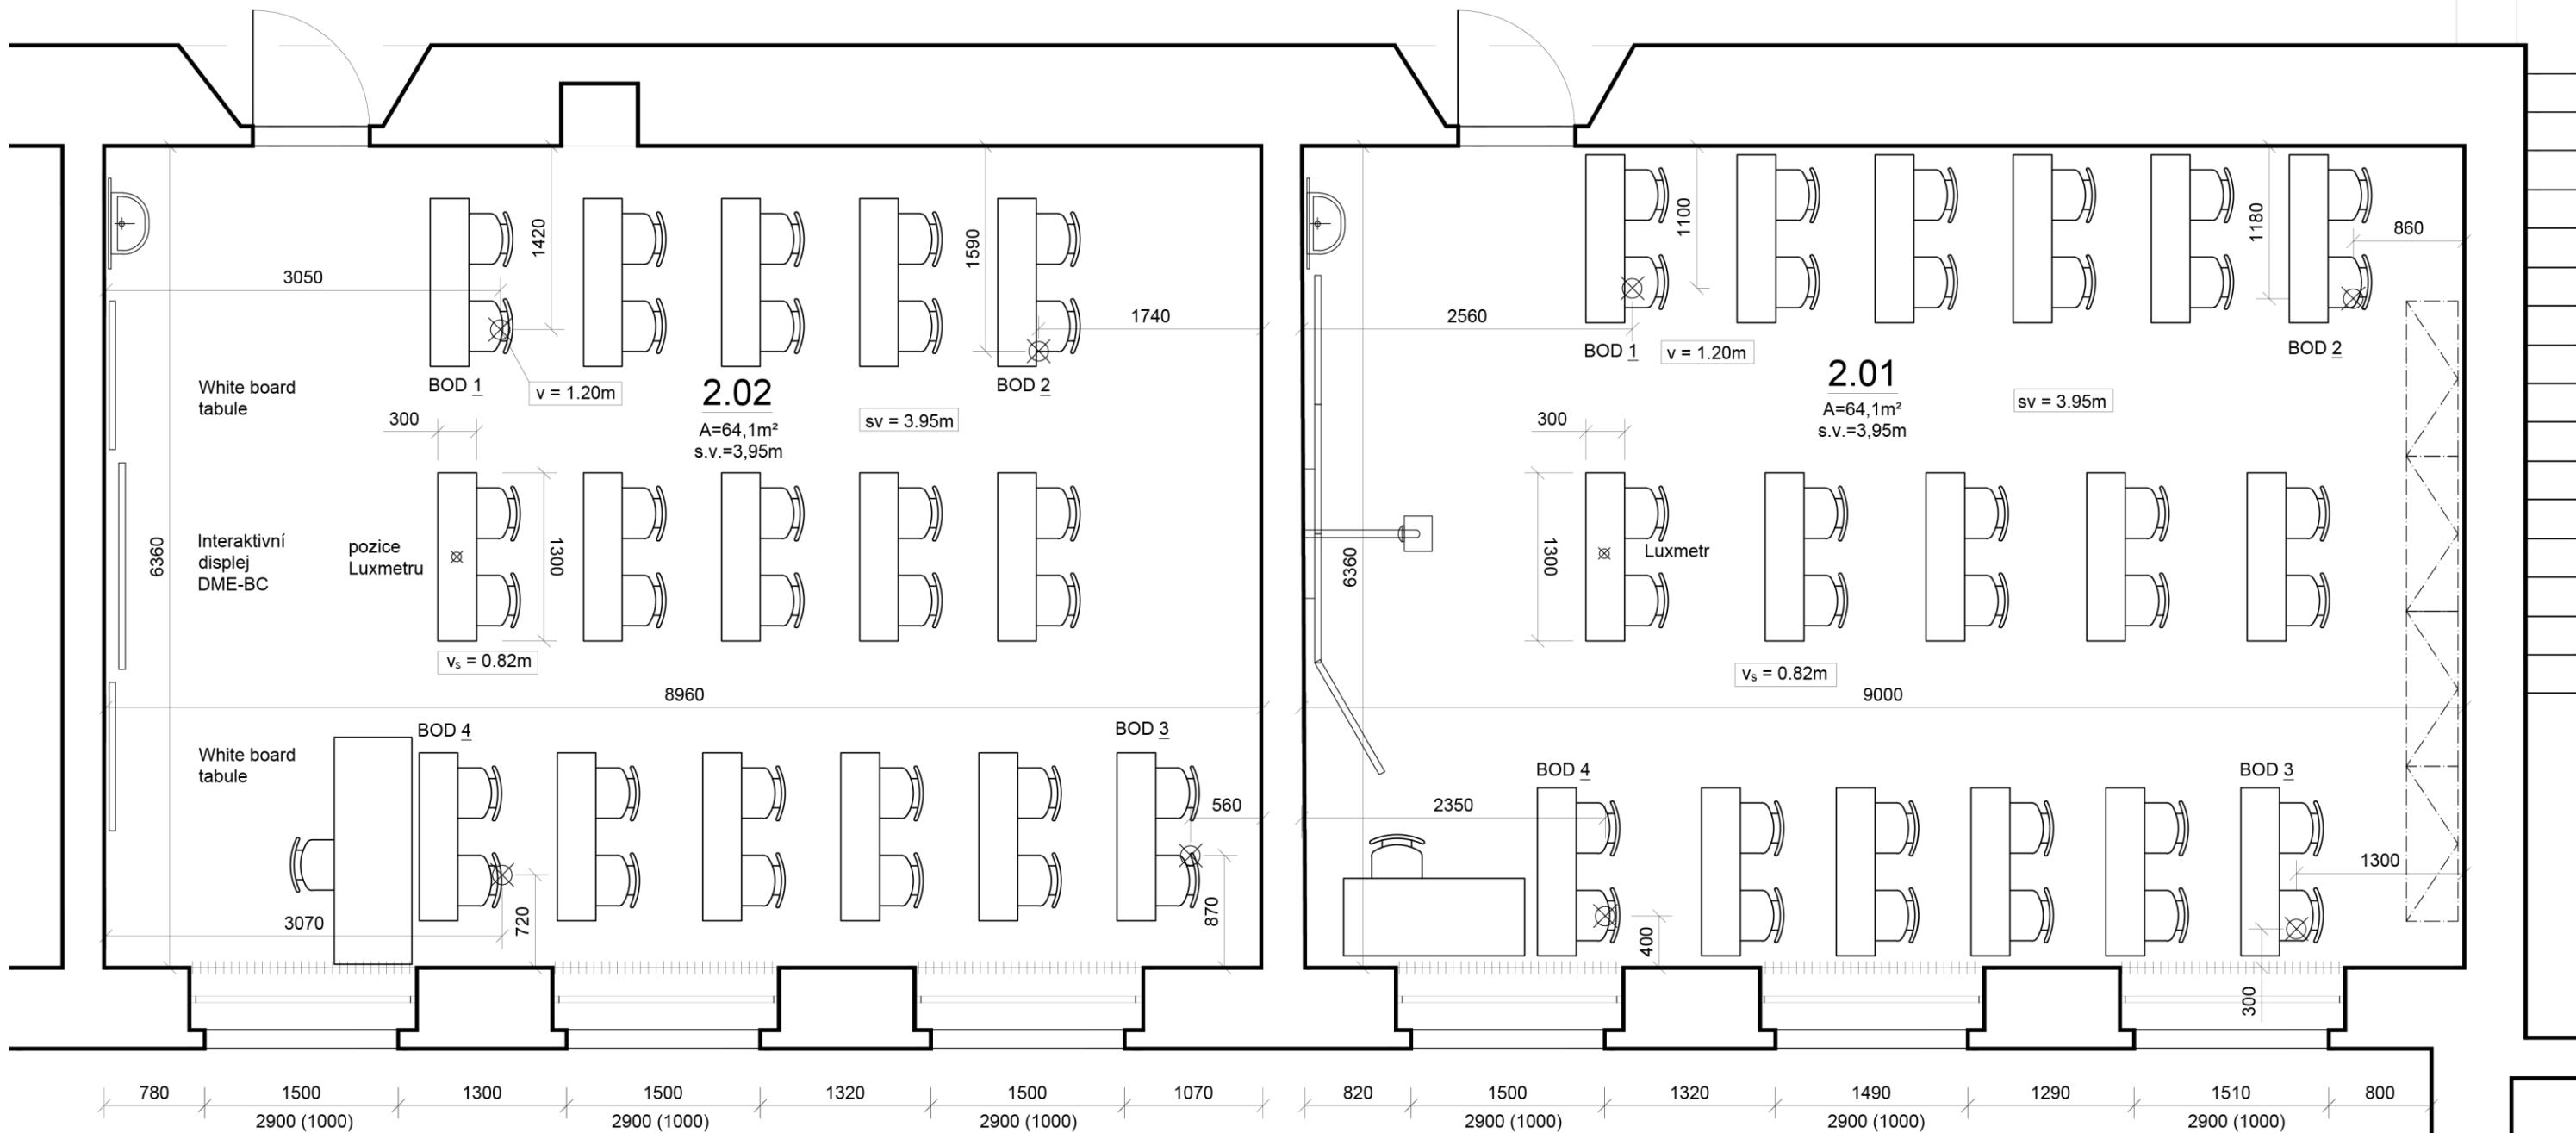 1420
1590
1100
1180
860
3050
1740
2560
BOD 1
v = 1.20m
2.02
A=64,1m²
s.v.=3,95m
BOD 2
sv = 3.95m
BOD 1
v = 1.20m
2.01
A=64,1m²
s.v.=3,95m
sv = 3.95m
BOD 2
White board
tabule
300
300
Interaktivní
displej
DME-BC
6360
pozice
Luxmetru
1300
6360
1300
Luxmetr
vₛ = 0.82m
vₛ = 0.82m
8960
9000
White board
tabule
BOD 4
BOD 3
BOD 4
BOD 3
560
2350
1300
3070
720
870
400
300
780
1500
1300
1500
1320
1500
1070
820
1500
1320
1490
1290
1510
800
2900 (1000)
2900 (1000)
2900 (1000)
2900 (1000)
2900 (1000)
2900 (1000)